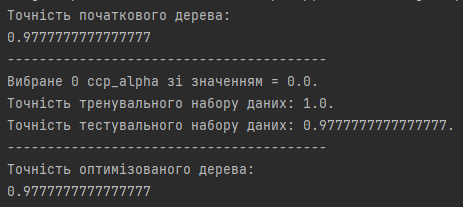 Точність початкового дерева:
0.9777777777777777
----------------------------------------
Вибране 0 ccp_alpha зі значенням = 0.0.
Точність тренувального набору даних: 1.0.
Точність тестувального набору даних: 0.9777777777777777.
----------------------------------------
Точність оптимізованого дерева:
0.9777777777777777